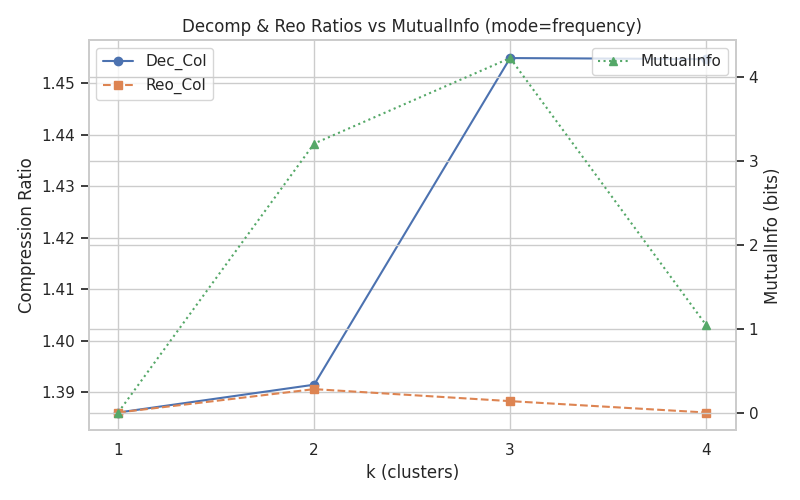 Decomp & Reo Ratios vs MutualInfo (mode=frequency)
Dec_Col
Reo_Col
MutualInfo
Compression Ratio
1.45
1.44
1.43
1.42
1.41
1.40
1.39
4
3
2
1
0
MutualInfo (bits)
1
2
3
4
k (clusters)